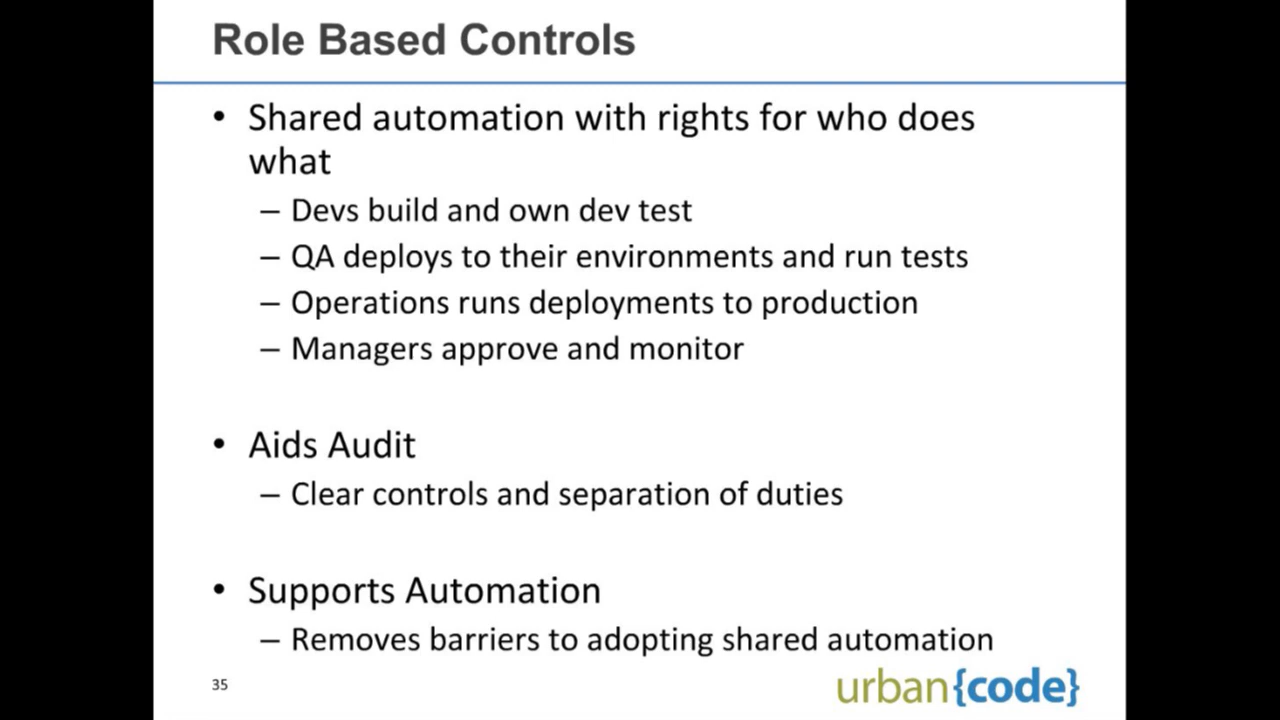 Role Based Controls
• Shared automation with rights for who does
what
– Devs build and own dev test
– QA deploys to their environments and run tests
– Operations runs deployments to production
– Managers approve and monitor
• Aids Audit
– Clear controls and separation of duties
• Supports Automation
– Removes barriers to adopting shared automation
35
urban{code}